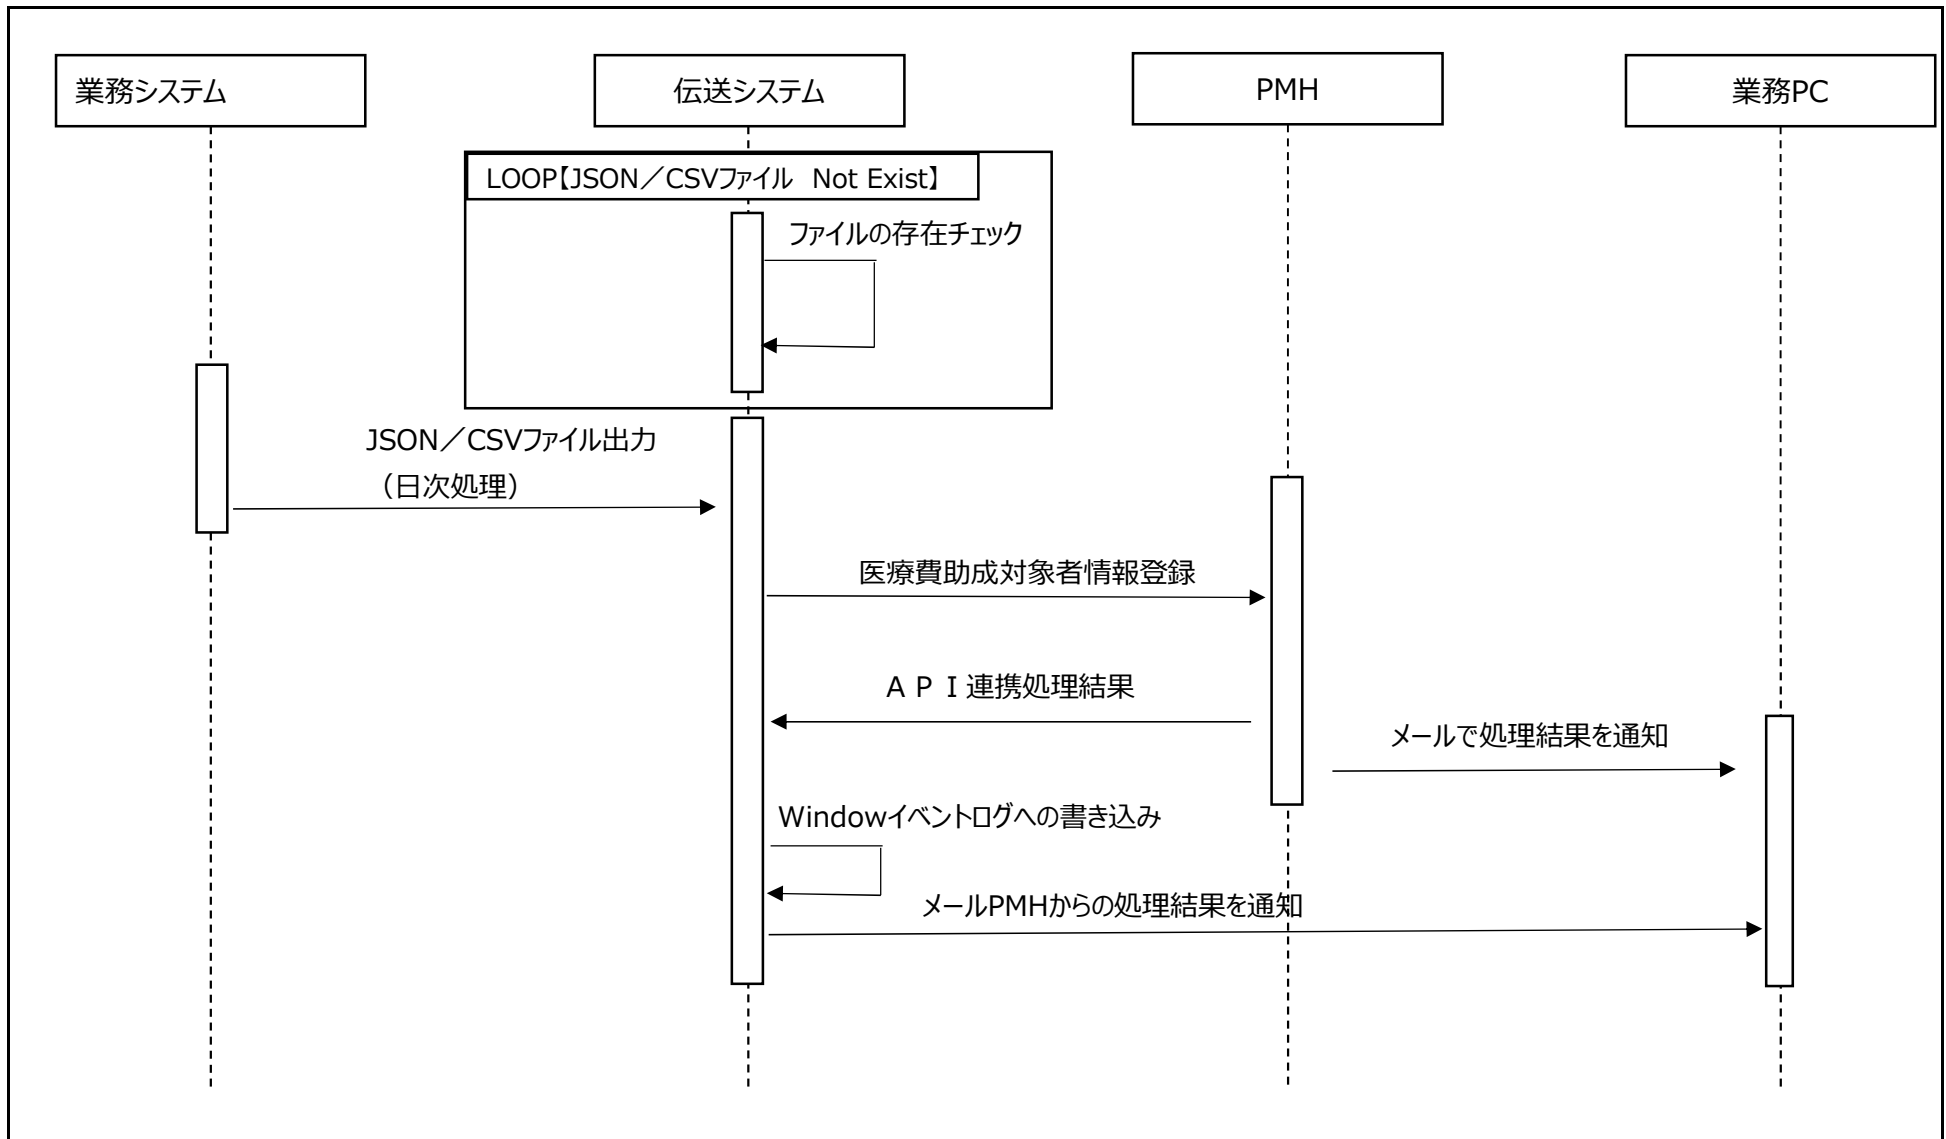 業務システム
伝送システム
PMH
業務PC
LOOP【JSON／CSVファイル　Not Exist】
ファイルの存在チェック
JSON／CSVファイル出力
（日次処理）
医療費助成対象者情報登録
ＡＰＩ連携処理結果
メールで処理結果を通知
Windowイベントログへの書き込み
メールPMHからの処理結果を通知